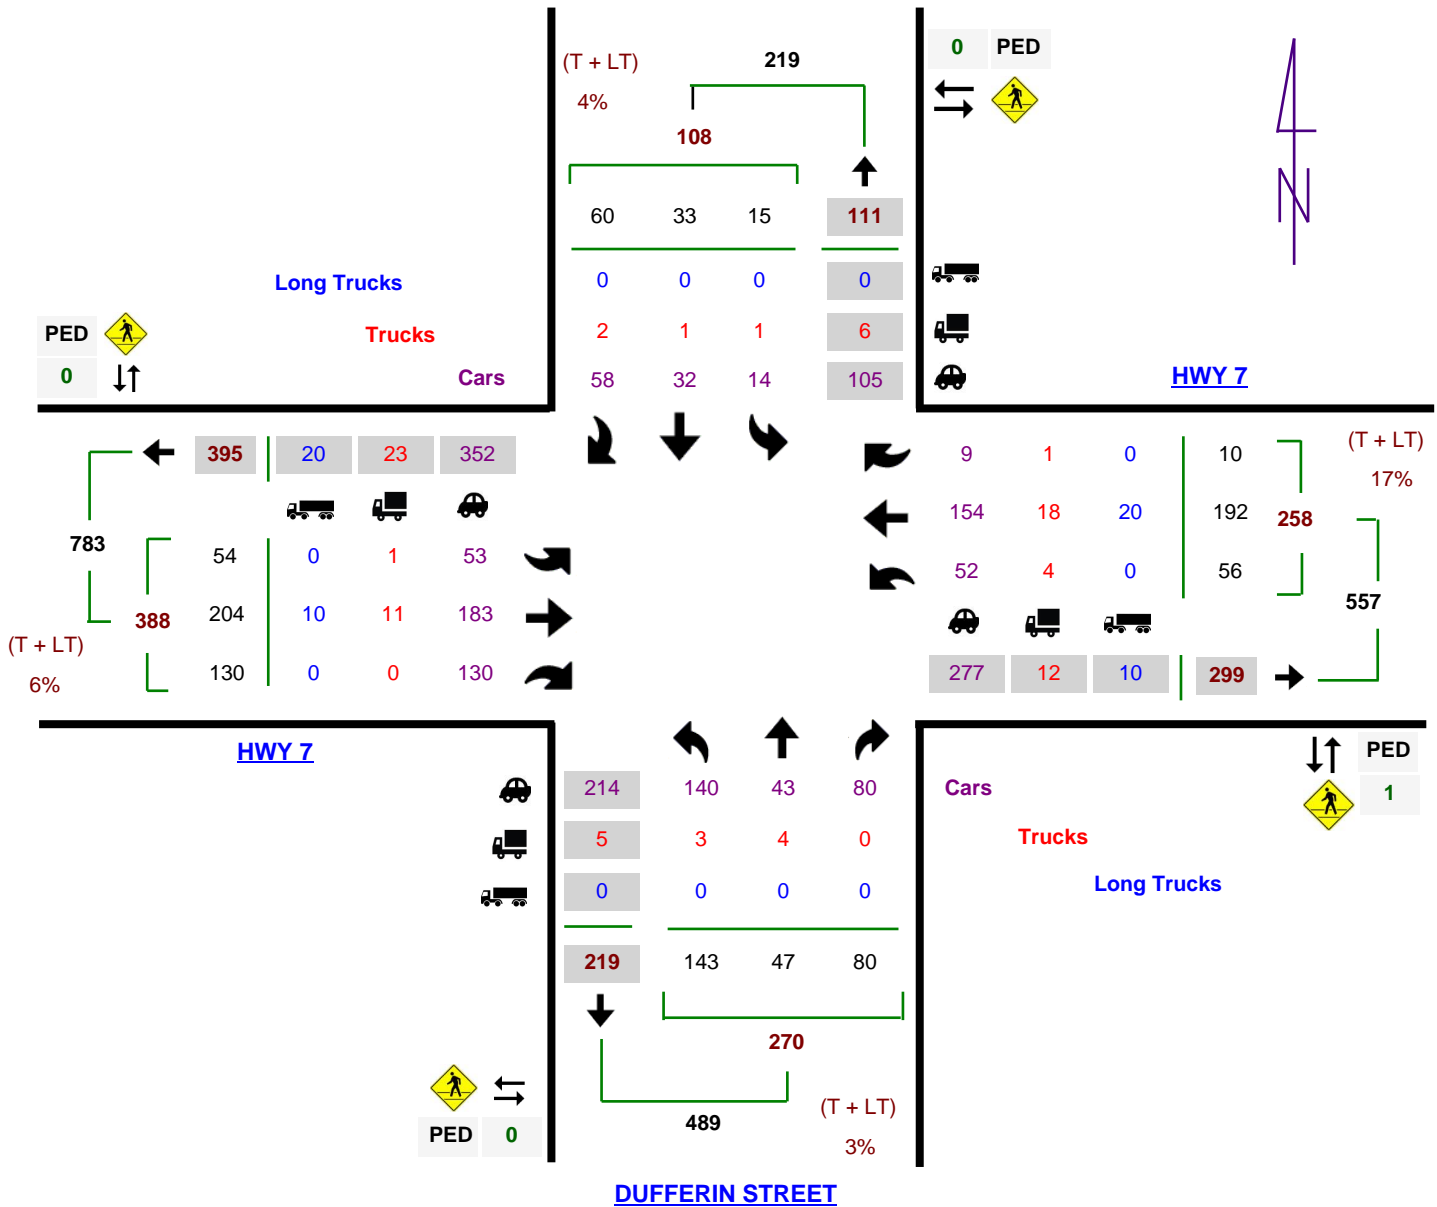 0 PED
(T + LT) 219
4%
108
60 33 15 111
Long Trucks 0 0 0 0
PED Trucks 2 1 1 6
0 Cars 58 32 14 105 HWY 7
395 20 23 352 9 1 0 10 (T + LT)
17%
154 18 20 192 258
783 54 0 1 53 52 4 0 56
557
388 204 10 11 183
(T + LT)
6% 130 0 0 130 277 12 10 299
HWY 7 PED
214 140 43 80 Cars 1
5 3 4 0 Trucks
0 0 0 0 Long Trucks
219 143 47 80
270
489 (T + LT)
PED 0 3%
DUFFERIN STREET
N